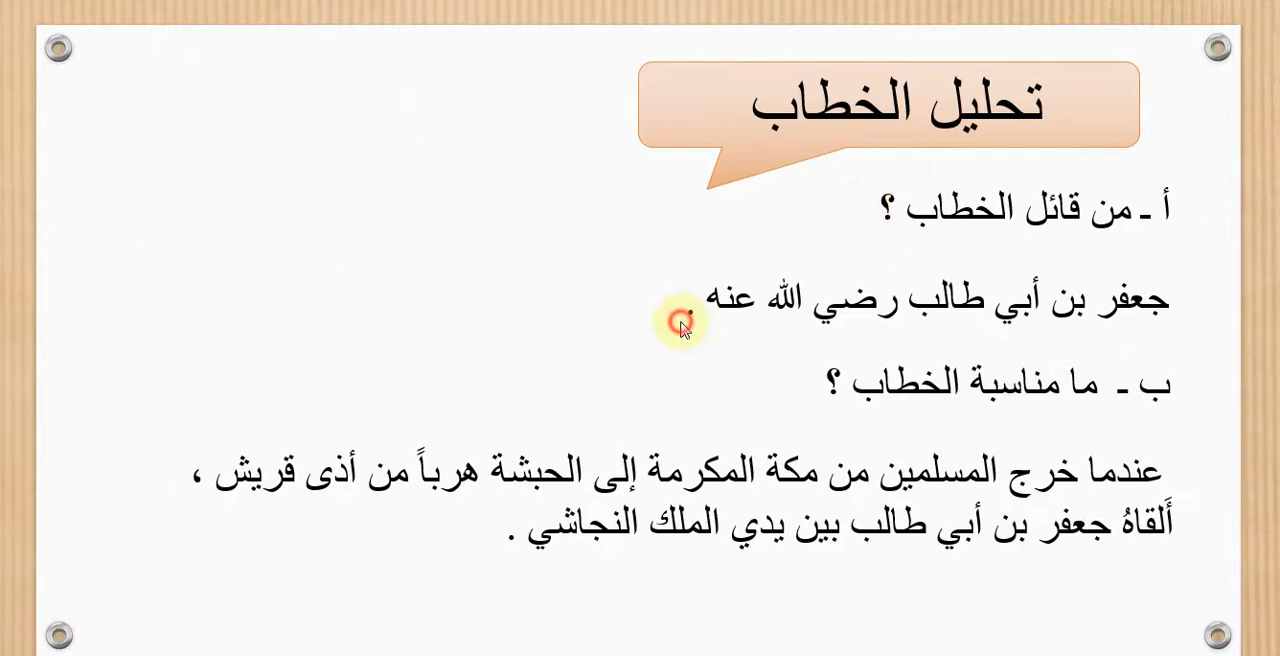 تحليل الخطاب
أ ـ من قائل الخطاب ؟
جعفر بن أبي طالب رضي الله عنه .
ب ـ ما مناسبة الخطاب ؟
عندما خرج المسلمين من مكة المكرمة إلى الحبشة هرباً من أذى قريش ،
أَلقاهُ جعفر بن أبي طالب بين يدي الملك النجاشي .